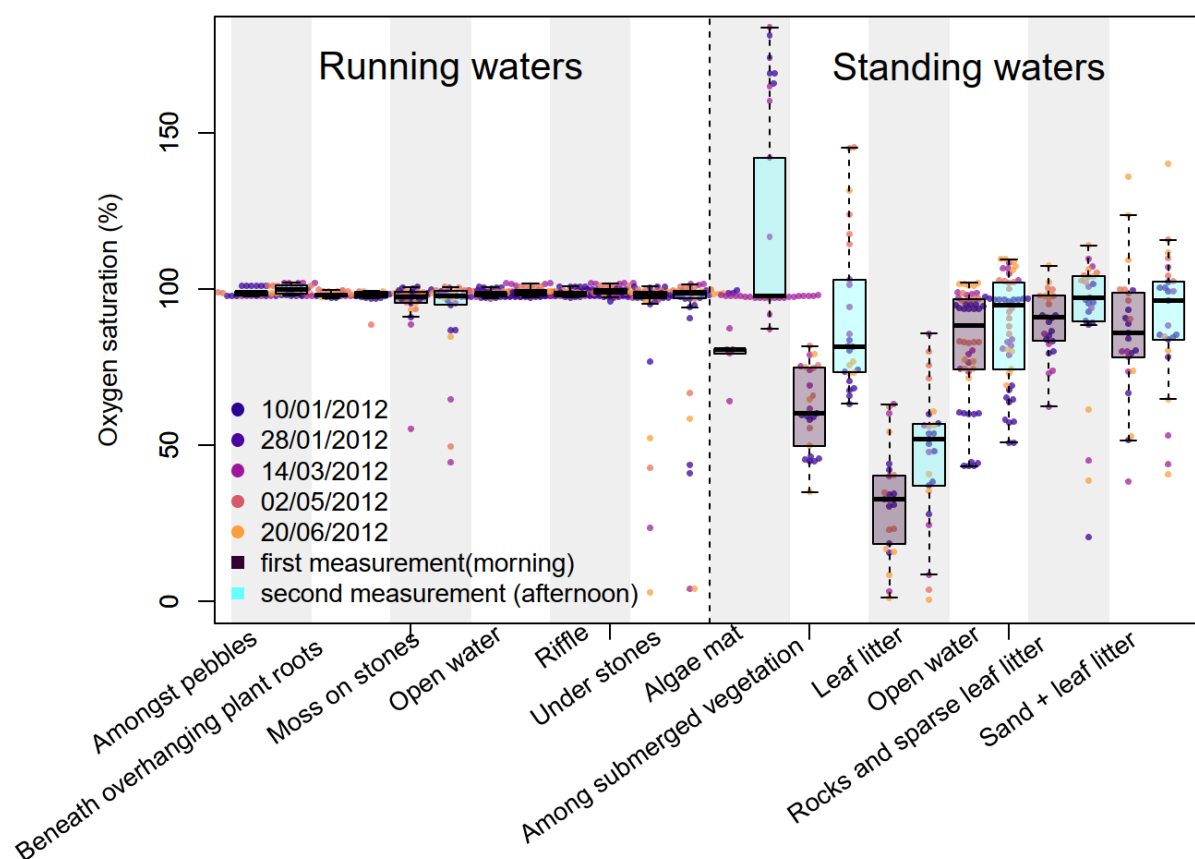 Running waters
Standing waters
Oxygen saturation (%)
150
100
50
0
10/01/2012
28/01/2012
14/03/2012
02/05/2012
20/06/2012
first measurement(morning)
second measurement (afternoon)
Amongst pebbles
Beneath overhanging plant roots
Moss on stones
Open water
Riffle
Under stones
Algae mat
Among submerged vegetation
Leaf litter
Open water
Rocks and sparse leaf litter
Sand + leaf litter